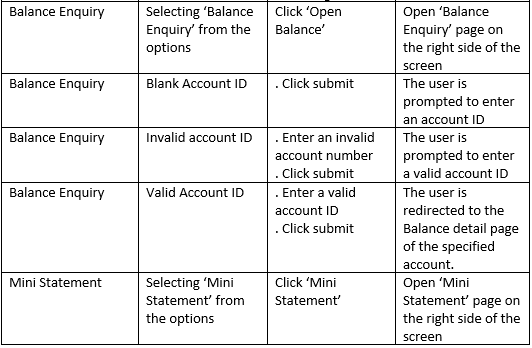 Balance Enquiry
Selecting ‘Balance
Enquiry’ from the
options
Click ‘Open
Balance’
Open ‘Balance
Enquiry’ page on
the right side of the
screen
Balance Enquiry
Blank Account ID
. Click submit
The user is
prompted to enter
an account ID
Balance Enquiry
Invalid account ID
. Enter an invalid
account number
. Click submit
The user is
prompted to enter
a valid account ID
Balance Enquiry
Valid Account ID
. Enter a valid
account ID
. Click submit
The user is
redirected to the
Balance detail page
of the specified
account.
Mini Statement
Selecting ‘Mini
Statement’ from
the options
Click ‘Mini
Statement’
Open ‘Mini
Statement’ page on
the right side of the
screen